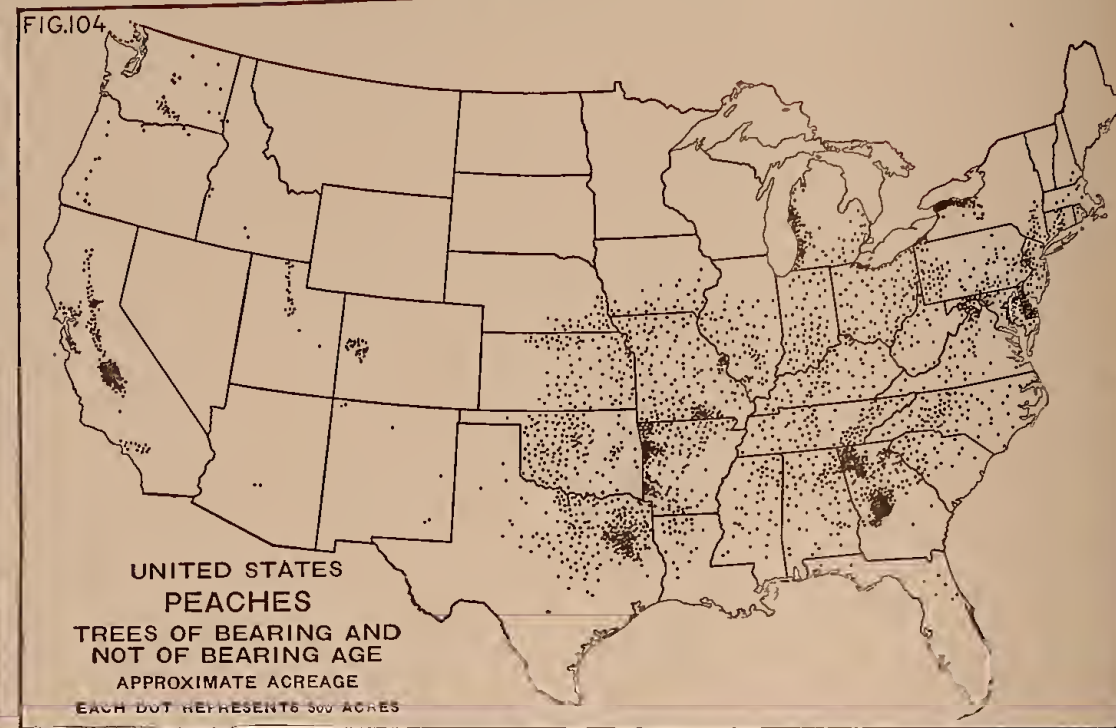 FIG.104
UNITED STATES
PEACHES
TREES OF BEARING AND
NOT OF BEARING AGE
APPROXIMATE ACREAGE
EACH DOT REPRESENTS 500 ACRES